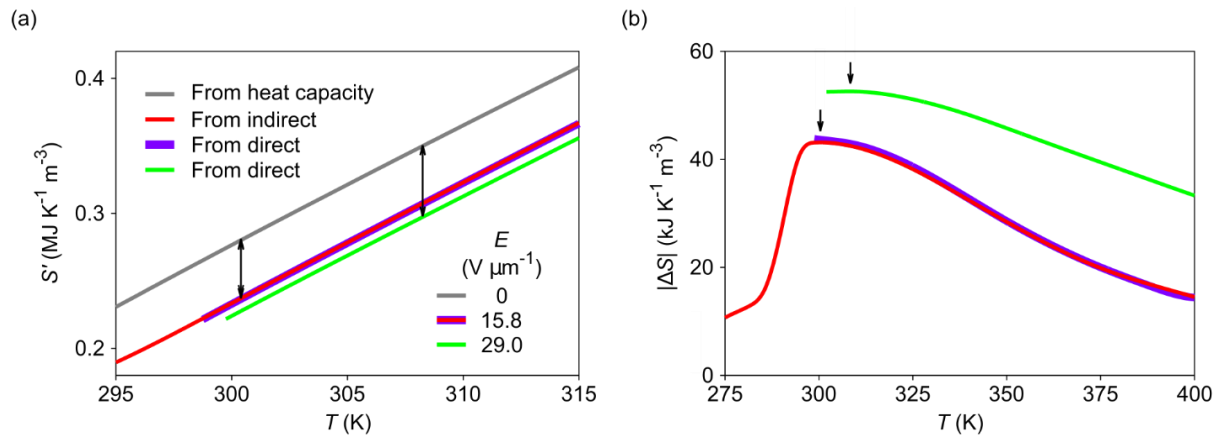 (a)
0.4
0.3
0.2
S′ (MJ K⁻¹ m⁻³)
From heat capacity
From indirect
From direct
From direct
E
(V µm⁻¹)
0
15.8
29.0
295
300
305
310
315
T (K)
(b)
60
40
20
0
|ΔS| (kJ K⁻¹ m⁻³)
275
300
325
350
375
400
T (K)